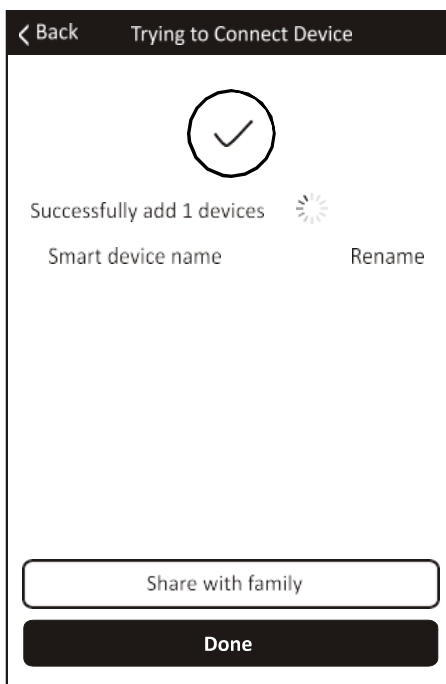 Back Trying to Connect Device
Successfully add 1 devices
Smart device name Rename
Share with family
Done